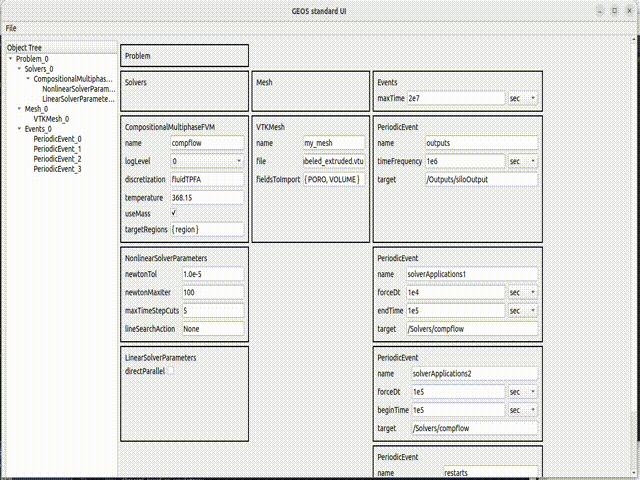 GEOS standard UI
File
Object Tree
Problem_0
Solvers_0
CompositionalMultiphas...
NonlinearSolverParam...
LinearSolverParamete...
Mesh_0
VTKMesh_0
Events_0
PeriodicEvent_0
PeriodicEvent_1
PeriodicEvent_2
PeriodicEvent_3
Problem
Solvers
Mesh
Events
maxTime 2e7 sec
CompositionalMultiphaseFVM
name compflow
logLevel 0
discretization fluidTPFA
temperature 368.15
useMass
targetRegions { region }
VTKMesh
name my_mesh
file abeled_extruded.vtu
fieldsToImport { PORO, VOLUME }
PeriodicEvent
name outputs
timeFrequency 1e6 sec
target /Outputs/siloOutput
NonlinearSolverParameters
newtonTol 1.0e-5
newtonMaxIter 100
maxTimeStepCuts 5
lineSearchAction None
PeriodicEvent
name solverApplications1
forceDt 1e4 sec
endTime 1e5 sec
target /Solvers/compflow
LinearSolverParameters
directParallel
PeriodicEvent
name solverApplications2
forceDt 1e5 sec
beginTime 1e5 sec
target /Solvers/compflow
PeriodicEvent
name restarts